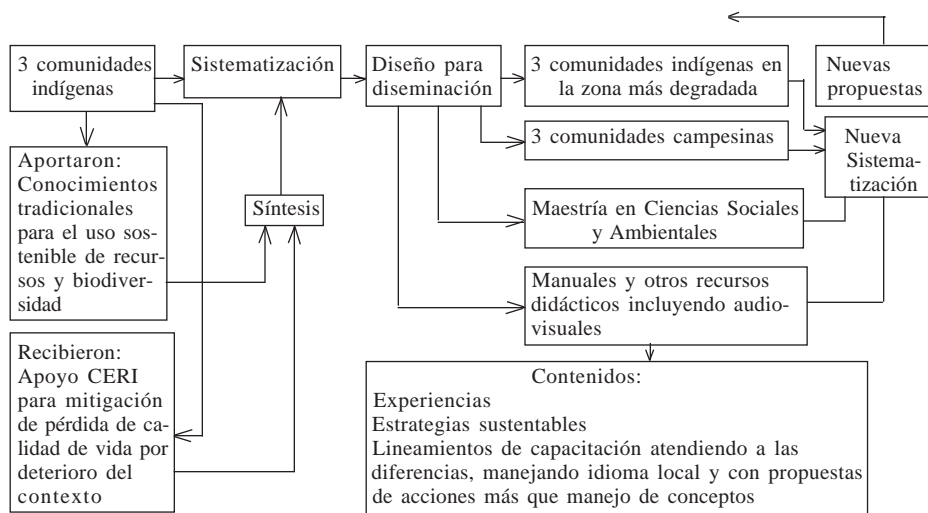 3 comunidades
indígenas
Sistematización
Diseño para
diseminación
3 comunidades indígenas en
la zona más degradada
Nuevas
propuestas
3 comunidades campesinas
Nueva
Sistema-
tización
Aportaron:
Conocimientos
tradicionales
para el uso sos-
tenible de recur-
sos y biodiver-
sidad
Síntesis
Maestría en Ciencias Sociales
y Ambientales
Manuales y otros recursos
didácticos incluyendo audio-
visuales
Recibieron:
Apoyo CERI
para mitigación
de pérdida de ca-
lidad de vida por
deterioro del
contexto
Contenidos:
Experiencias
Estrategias sustentables
Lineamientos de capacitación atendiendo a las
diferencias, manejando idioma local y con propuestas
de acciones más que manejo de conceptos